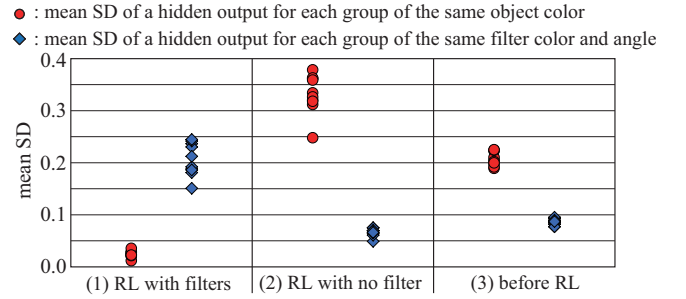 : mean SD of a hidden output for each group of the same object color
: mean SD of a hidden output for each group of the same filter color and angle
mean SD
0.4
0.3
0.2
0.1
0.0
(1) RL with filters
(2) RL with no filter
(3) before RL